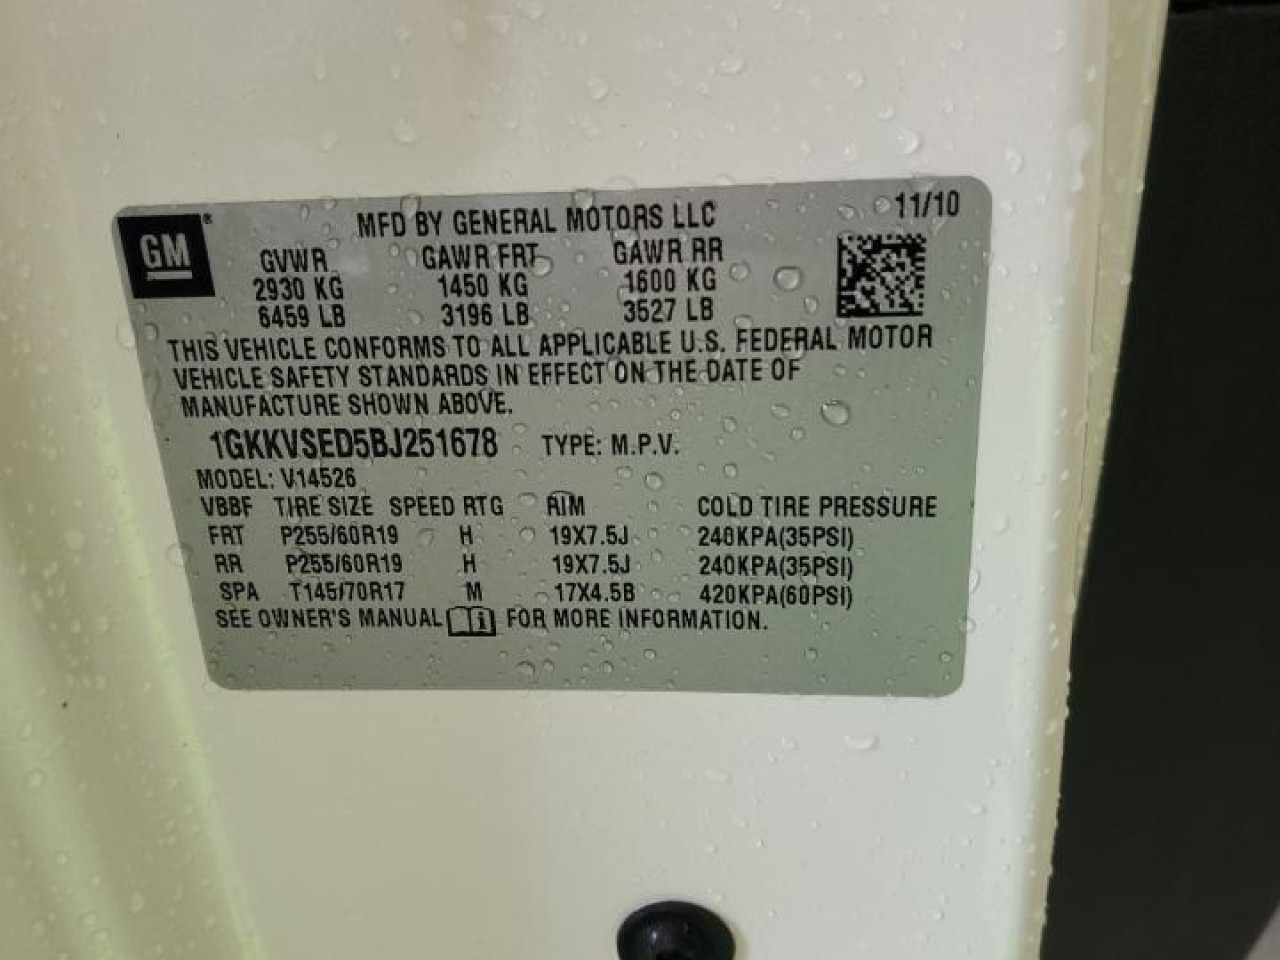 GM ® MFD BY GENERAL MOTORS LLC 11/10
GVWR GAWR FRT GAWR RR
2930 KG 1450 KG 1600 KG
6459 LB 3196 LB 3527 LB
THIS VEHICLE CONFORMS TO ALL APPLICABLE U.S. FEDERAL MOTOR
VEHICLE SAFETY STANDARDS IN EFFECT ON THE DATE OF
MANUFACTURE SHOWN ABOVE.
1GKKVSED5BJ251678 TYPE: M.P.V.
MODEL: V14526
VBBF TIRE SIZE SPEED RTG RIM COLD TIRE PRESSURE
FRT P255/60R19 H 19X7.5J 240KPA(35PSI)
RR P255/60R19 H 19X7.5J 240KPA(35PSI)
SPA T145/70R17 M 17X4.5B 420KPA(60PSI)
SEE OWNER'S MANUAL i FOR MORE INFORMATION.